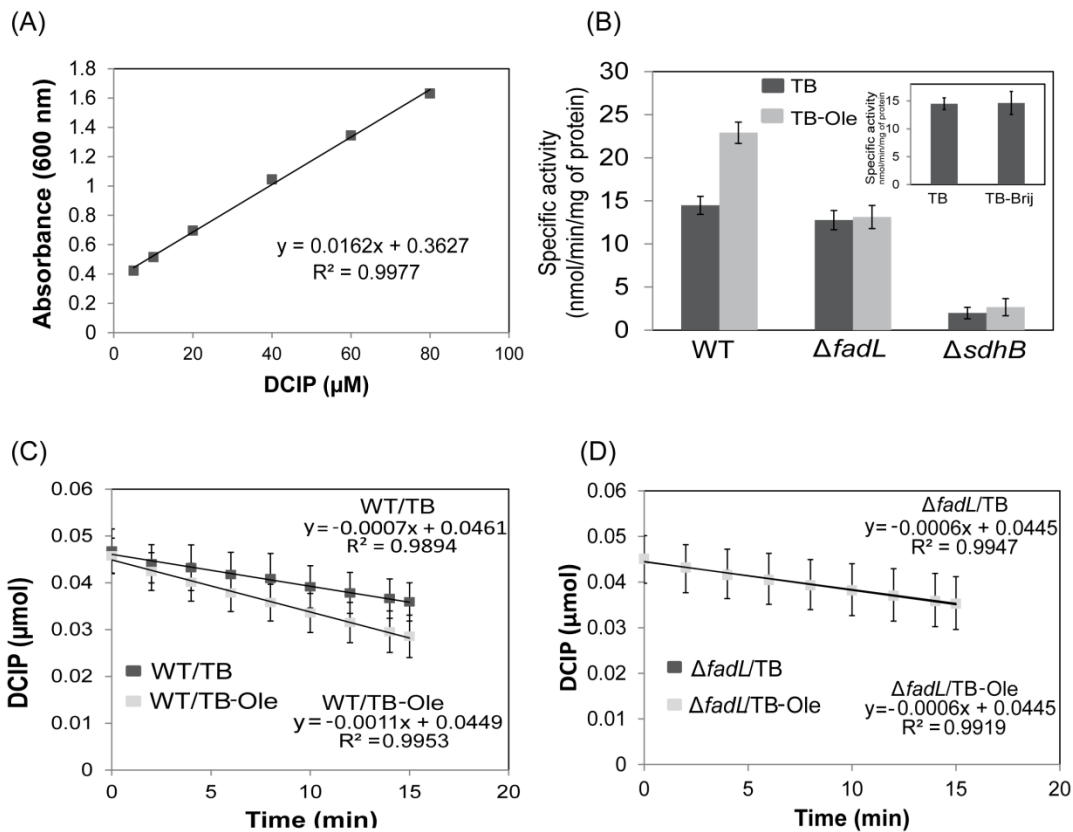 (A)
Absorbance (600 nm)
1.8
1.6
1.4
1.2
1
0.8
0.6
0.4
0.2
0
y = 0.0162x + 0.3627
R² = 0.9977
0 20 40 60 80 100
DCIP (µM)
(B)
Specific activity
(nmol/min/mg of protein)
30
25
20
15
10
5
0
TB
TB-Ole
Specific activity
nmol/min/mg of protein
15
10
5
0
TB TB-Brij
WT ΔfadL ΔsdhB
(C)
DCIP (µmol)
0.06
0.05
0.04
0.03
0.02
0.01
0
WT/TB
y= -0.0007x + 0.0461
R² = 0.9894
WT/TB
WT/TB-Ole
WT/TB-Ole
y= -0.0011x + 0.0449
R² =0.9953
0 5 10 15 20
Time (min)
(D)
DCIP (µmol)
0.06
0.05
0.04
0.03
0.02
0.01
0
ΔfadL/TB
y= -0.0006x + 0.0445
R² = 0.9947
ΔfadL/TB
ΔfadL/TB-Ole
ΔfadL/TB-Ole
y= -0.0006x + 0.0445
R² = 0.9919
0 5 10 15 20
Time (min)